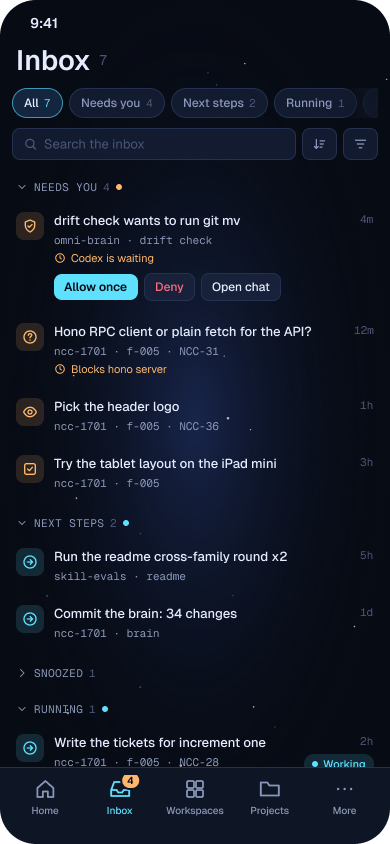 9:41
Inbox 7
All 7 Needs you 4 Next steps 2 Running 1
Search the inbox
NEEDS YOU 4
drift check wants to run git mv 4m
omni-brain · drift check
Codex is waiting
Allow once Deny Open chat
Hono RPC client or plain fetch for the API? 12m
ncc-1701 · f-005 · NCC-31
Blocks hono server
Pick the header logo 1h
ncc-1701 · f-005 · NCC-36
Try the tablet layout on the iPad mini 3h
ncc-1701 · f-005
NEXT STEPS 2
Run the readme cross-family round x2 5h
skill-evals · readme
Commit the brain: 34 changes 1d
ncc-1701 · brain
SNOOZED 1
RUNNING 1
Write the tickets for increment one 2h
ncc-1701 · f-005 · NCC-28 Working
4
Home Inbox Workspaces Projects More